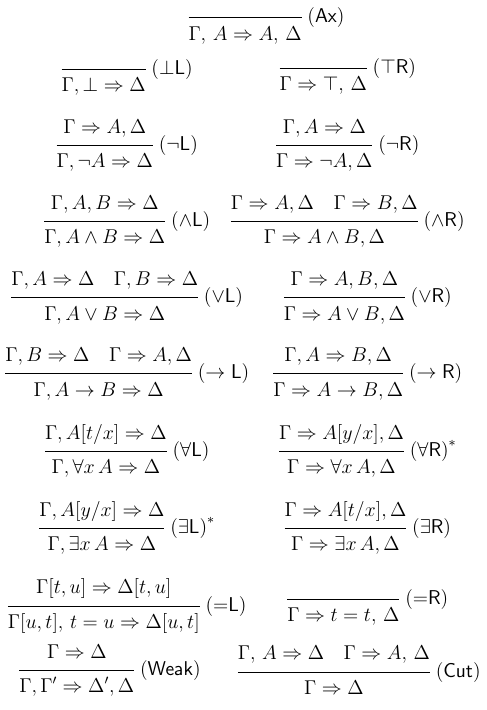 Γ, A ⇒ A, Δ (Ax)
Γ, ⊥ ⇒ Δ (⊥L) Γ ⇒ ⊤, Δ (⊤R)
Γ ⇒ A, Δ Γ, A ⇒ Δ
Γ, ¬A ⇒ Δ (¬L) Γ ⇒ ¬A, Δ (¬R)
Γ, A, B ⇒ Δ Γ ⇒ A, Δ Γ ⇒ B, Δ
Γ, A ∧ B ⇒ Δ (∧L) Γ ⇒ A ∧ B, Δ (∧R)
Γ, A ⇒ Δ Γ, B ⇒ Δ Γ ⇒ A, B, Δ
Γ, A ∨ B ⇒ Δ (∨L) Γ ⇒ A ∨ B, Δ (∨R)
Γ, B ⇒ Δ Γ ⇒ A, Δ Γ, A ⇒ B, Δ
Γ, A → B ⇒ Δ (→ L) Γ ⇒ A → B, Δ (→ R)
Γ, A[t/x] ⇒ Δ Γ ⇒ A[y/x], Δ
Γ, ∀x A ⇒ Δ (∀L) Γ ⇒ ∀x A, Δ (∀R)*
Γ, A[y/x] ⇒ Δ Γ ⇒ A[t/x], Δ
Γ, ∃x A ⇒ Δ (∃L)* Γ ⇒ ∃x A, Δ (∃R)
Γ[t, u] ⇒ Δ[t, u]
Γ[u, t], t = u ⇒ Δ[u, t] (=L) Γ ⇒ t = t, Δ (=R)
Γ ⇒ Δ Γ, A ⇒ Δ Γ ⇒ A, Δ
Γ, Γ′ ⇒ Δ′, Δ (Weak) Γ ⇒ Δ (Cut)